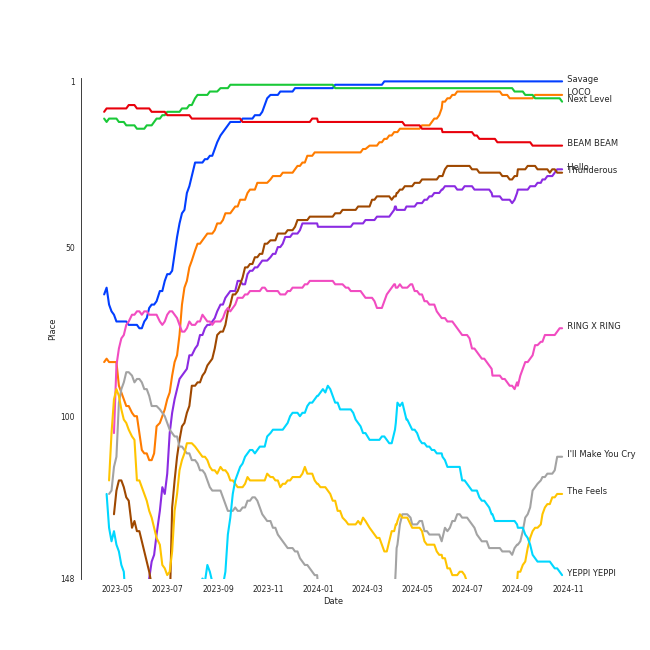 1
50
100
148
Place
2023-05
2023-07
2023-09
2023-11
2024-01
2024-03
2024-05
2024-07
2024-09
2024-11
Date
Savage
LOCO
Next Level
BEAM BEAM
Hello
Thunderous
RING X RING
I'll Make You Cry
The Feels
YEPPI YEPPI